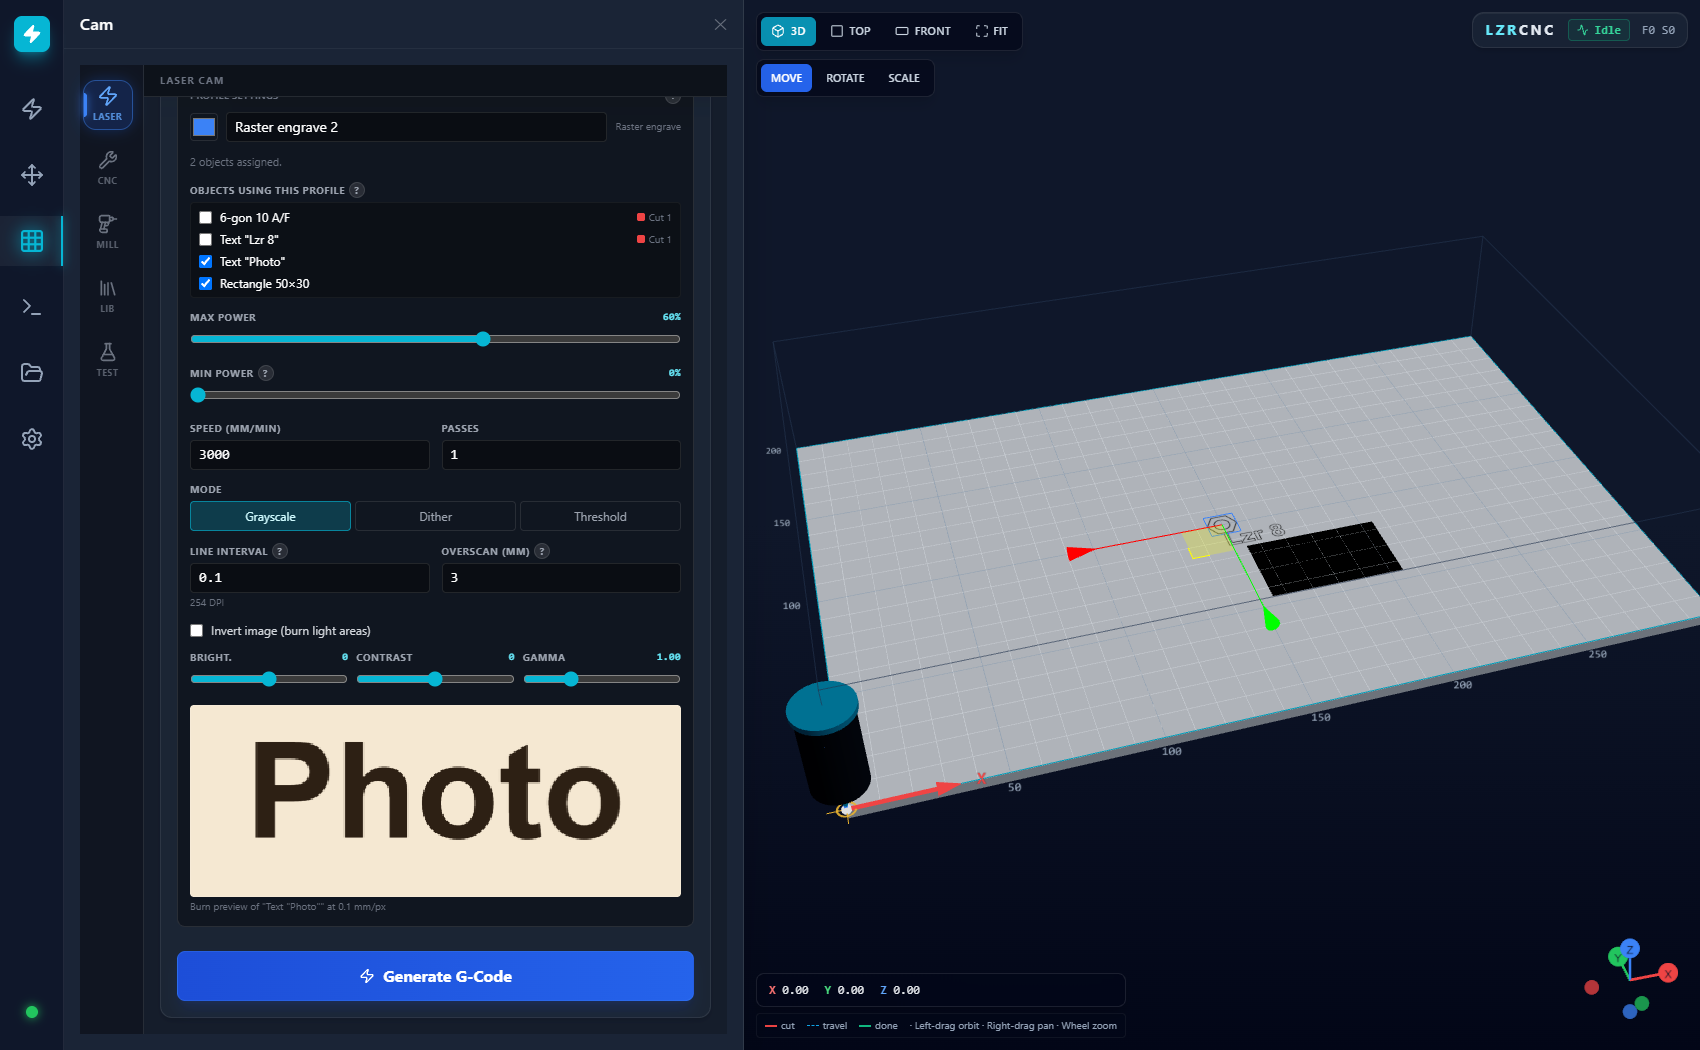 Cam
LASER CAM
LASER
CNC
MILL
LIB
TEST
PROFILE SETTINGS
Raster engrave 2
Raster engrave
2 objects assigned.
OBJECTS USING THIS PROFILE ?
6-gon 10 A/F
Cut 1
Text "Lzr 8"
Cut 1
Text "Photo"
Rectangle 50×30
MAX POWER
60%
MIN POWER ?
0%
SPEED (MM/MIN)
PASSES
3000
1
MODE
Grayscale
Dither
Threshold
LINE INTERVAL ?
OVERSCAN (MM) ?
0.1
3
254 DPI
Invert image (burn light areas)
BRIGHT.
0
CONTRAST
0
GAMMA
1.00
Photo
Burn preview of "Text "Photo"" at 0.1 mm/px
Generate G-Code
3D
TOP
FRONT
FIT
MOVE
ROTATE
SCALE
LZRCNC
Idle
F0 S0
200
150
100
Lzr 8
X
50
100
150
200
250
X 0.00 Y 0.00 Z 0.00
cut
travel
done
· Left-drag orbit · Right-drag pan · Wheel zoom
Z
Y
X